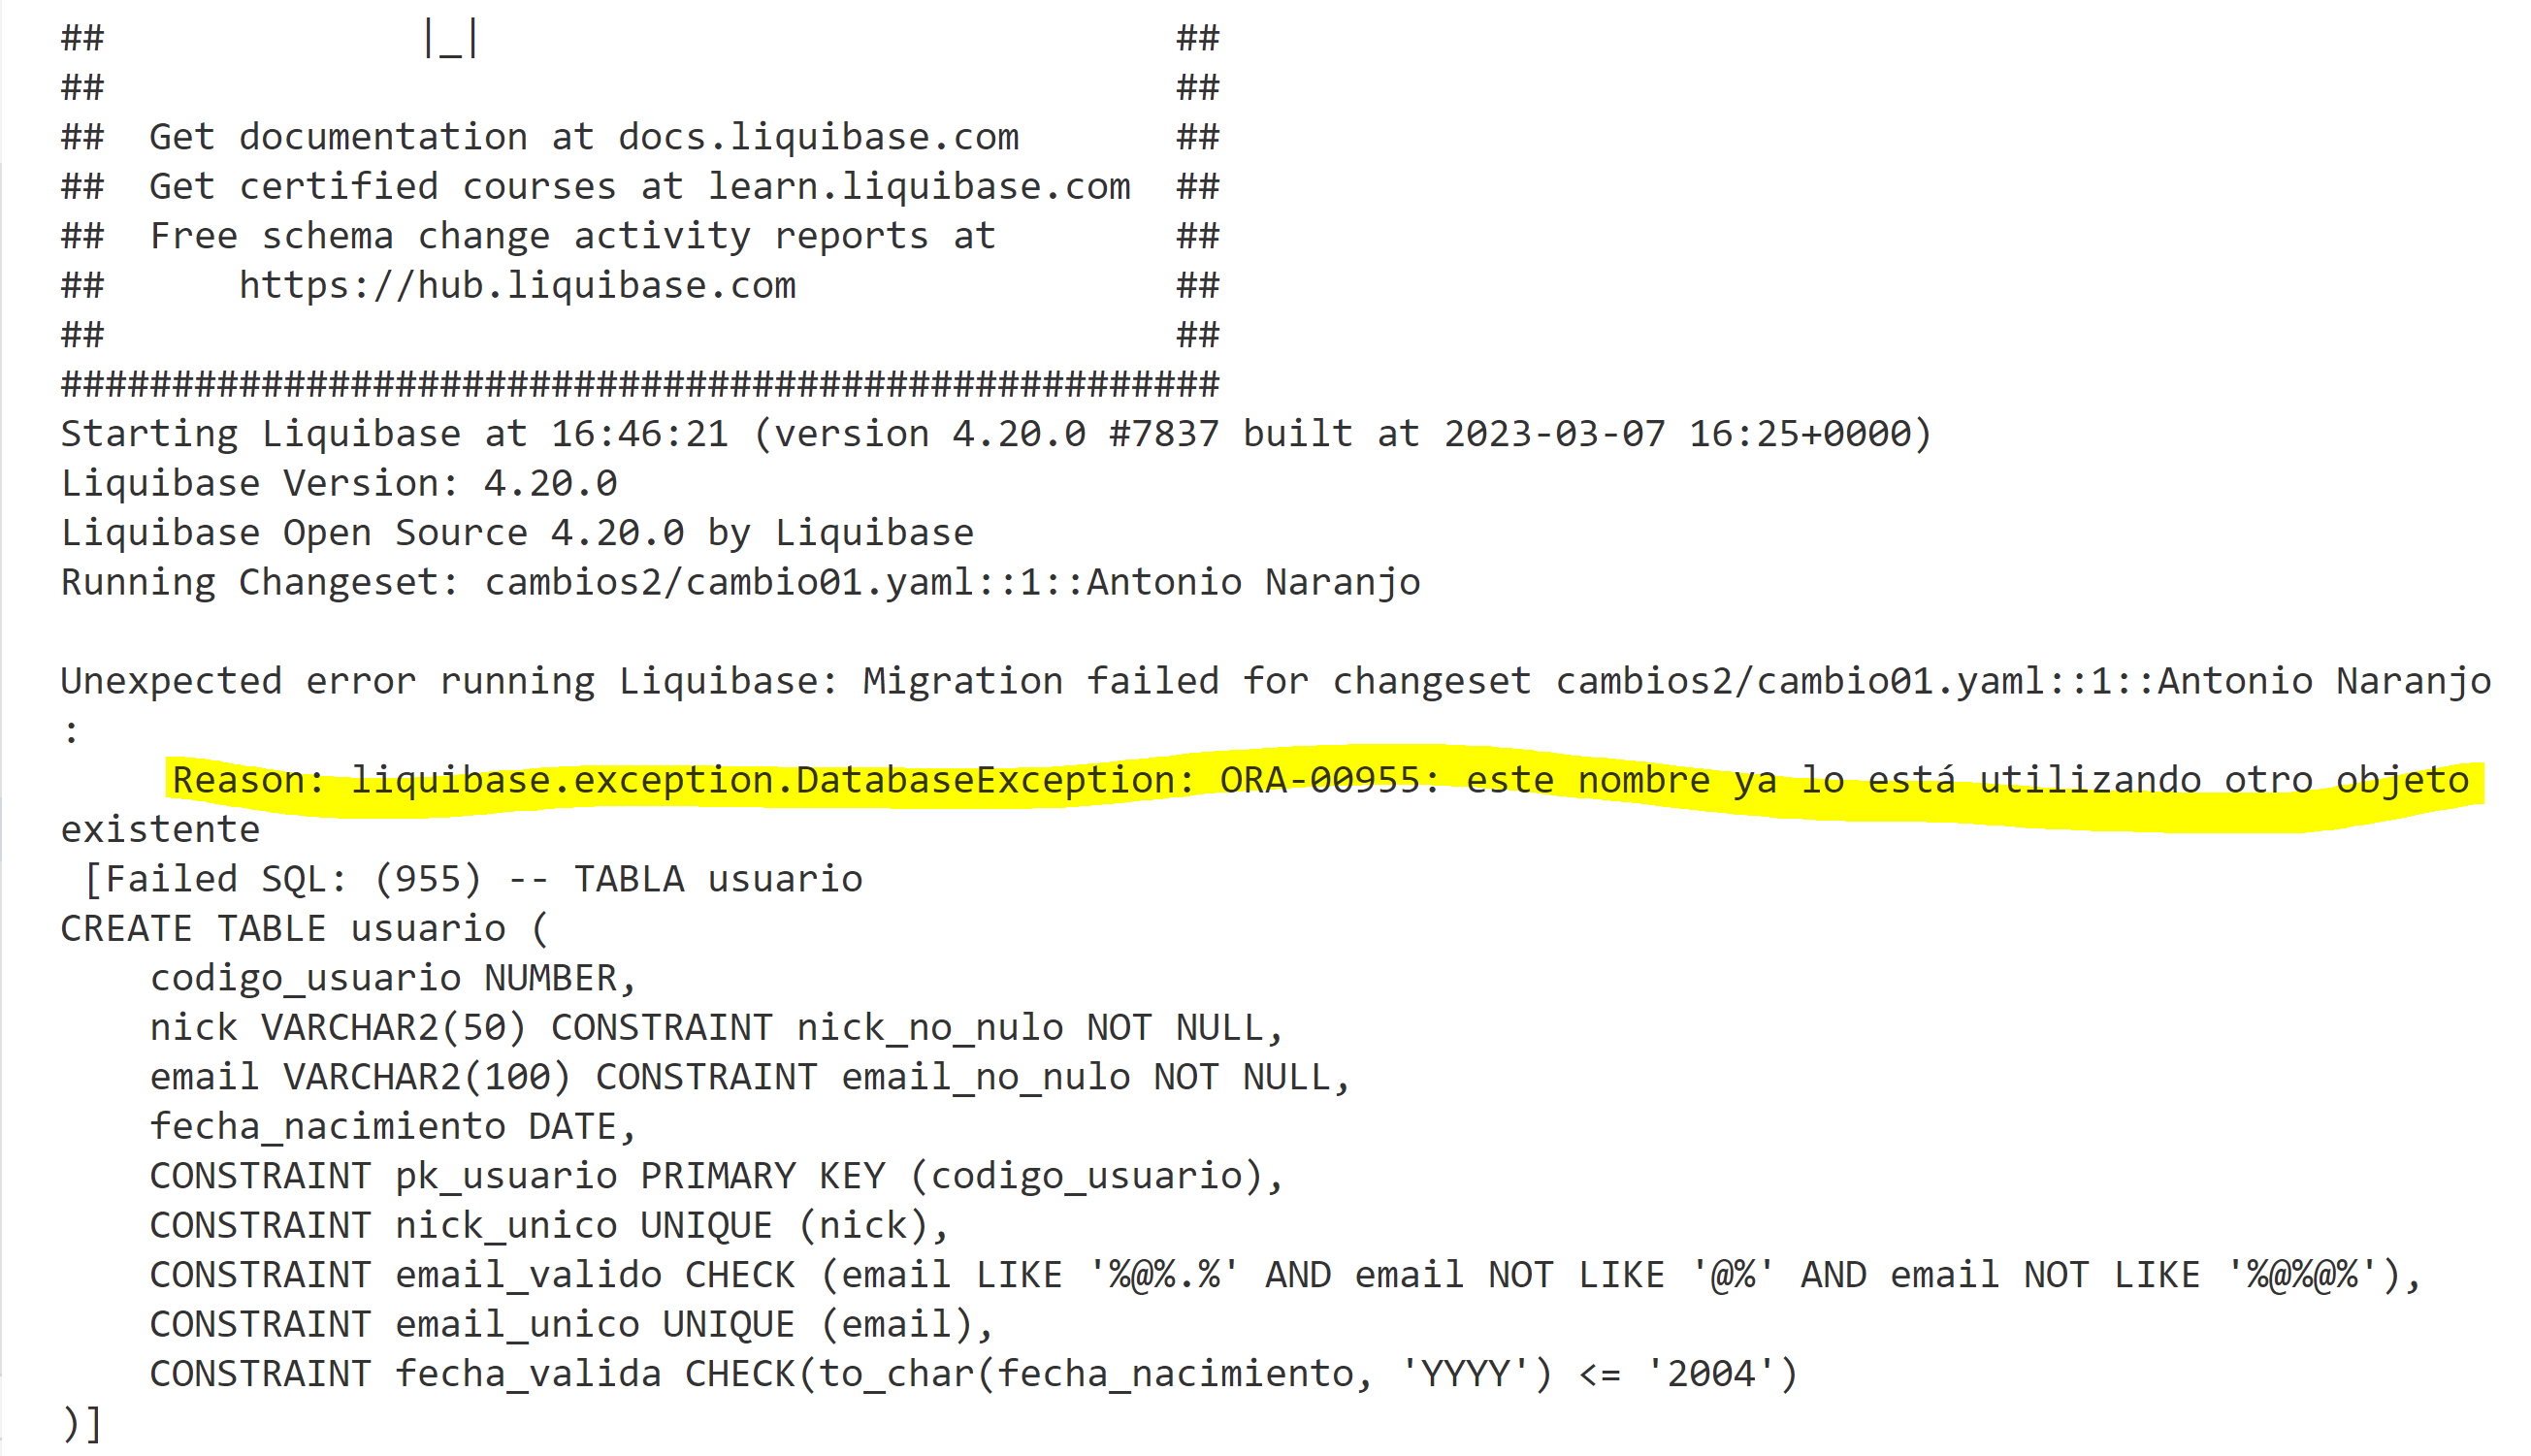 ##              |_|                               ##
##                                                ##
##  Get documentation at docs.liquibase.com       ##
##  Get certified courses at learn.liquibase.com  ##
##  Free schema change activity reports at        ##
##      https://hub.liquibase.com                 ##
##                                                ##
####################################################
Starting Liquibase at 16:46:21 (version 4.20.0 #7837 built at 2023-03-07 16:25+0000)
Liquibase Version: 4.20.0
Liquibase Open Source 4.20.0 by Liquibase
Running Changeset: cambios2/cambio01.yaml::1::Antonio Naranjo

Unexpected error running Liquibase: Migration failed for changeset cambios2/cambio01.yaml::1::Antonio Naranjo
:
     Reason: liquibase.exception.DatabaseException: ORA-00955: este nombre ya lo está utilizando otro objeto
existente
 [Failed SQL: (955) -- TABLA usuario
CREATE TABLE usuario (
    codigo_usuario NUMBER,
    nick VARCHAR2(50) CONSTRAINT nick_no_nulo NOT NULL,
    email VARCHAR2(100) CONSTRAINT email_no_nulo NOT NULL,
    fecha_nacimiento DATE,
    CONSTRAINT pk_usuario PRIMARY KEY (codigo_usuario),
    CONSTRAINT nick_unico UNIQUE (nick),
    CONSTRAINT email_valido CHECK (email LIKE '%@%.%' AND email NOT LIKE '@%' AND email NOT LIKE '%@%@%'),
    CONSTRAINT email_unico UNIQUE (email),
    CONSTRAINT fecha_valida CHECK(to_char(fecha_nacimiento, 'YYYY') <= '2004')
)]